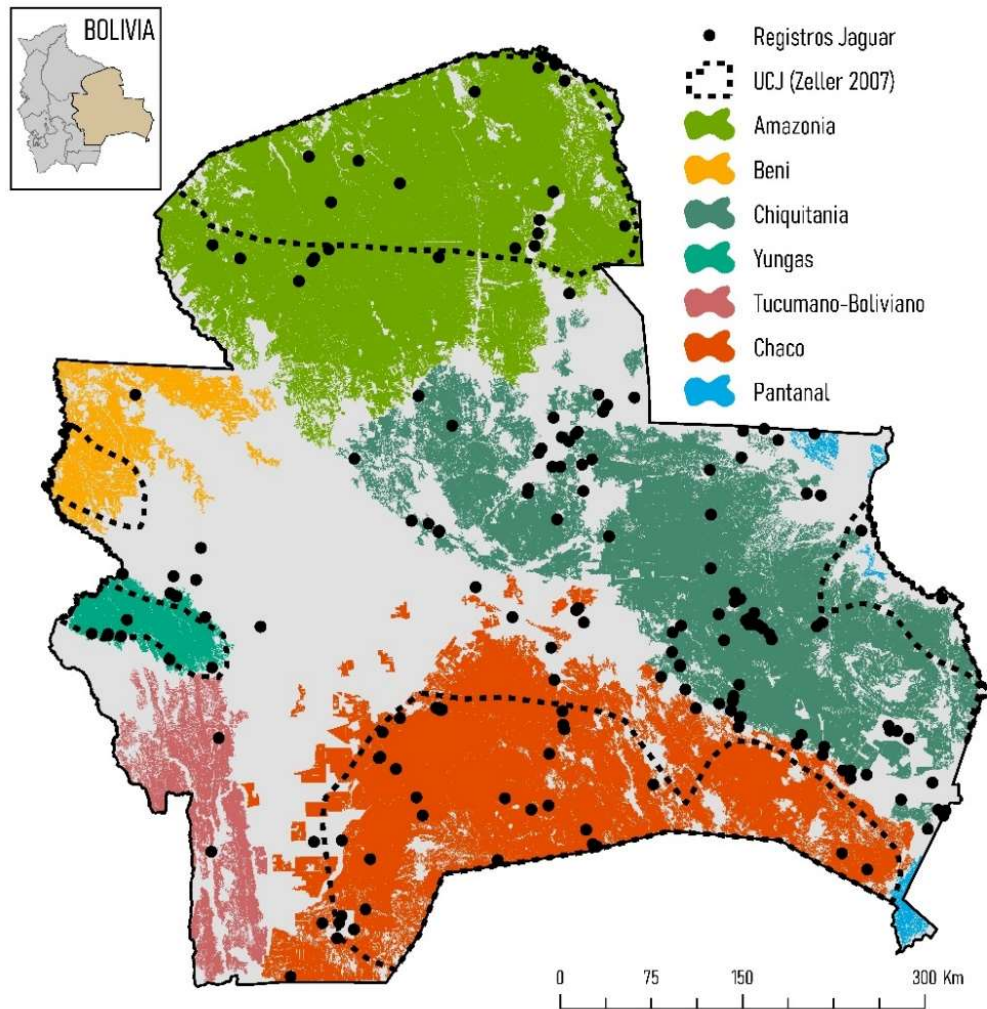 BOLIVIA
Registros Jaguar
UCJ (Zeller 2007)
Amazonia
Beni
Chiquitania
Yungas
Tucumano-Boliviano
Chaco
Pantanal
0 75 150 300 Km